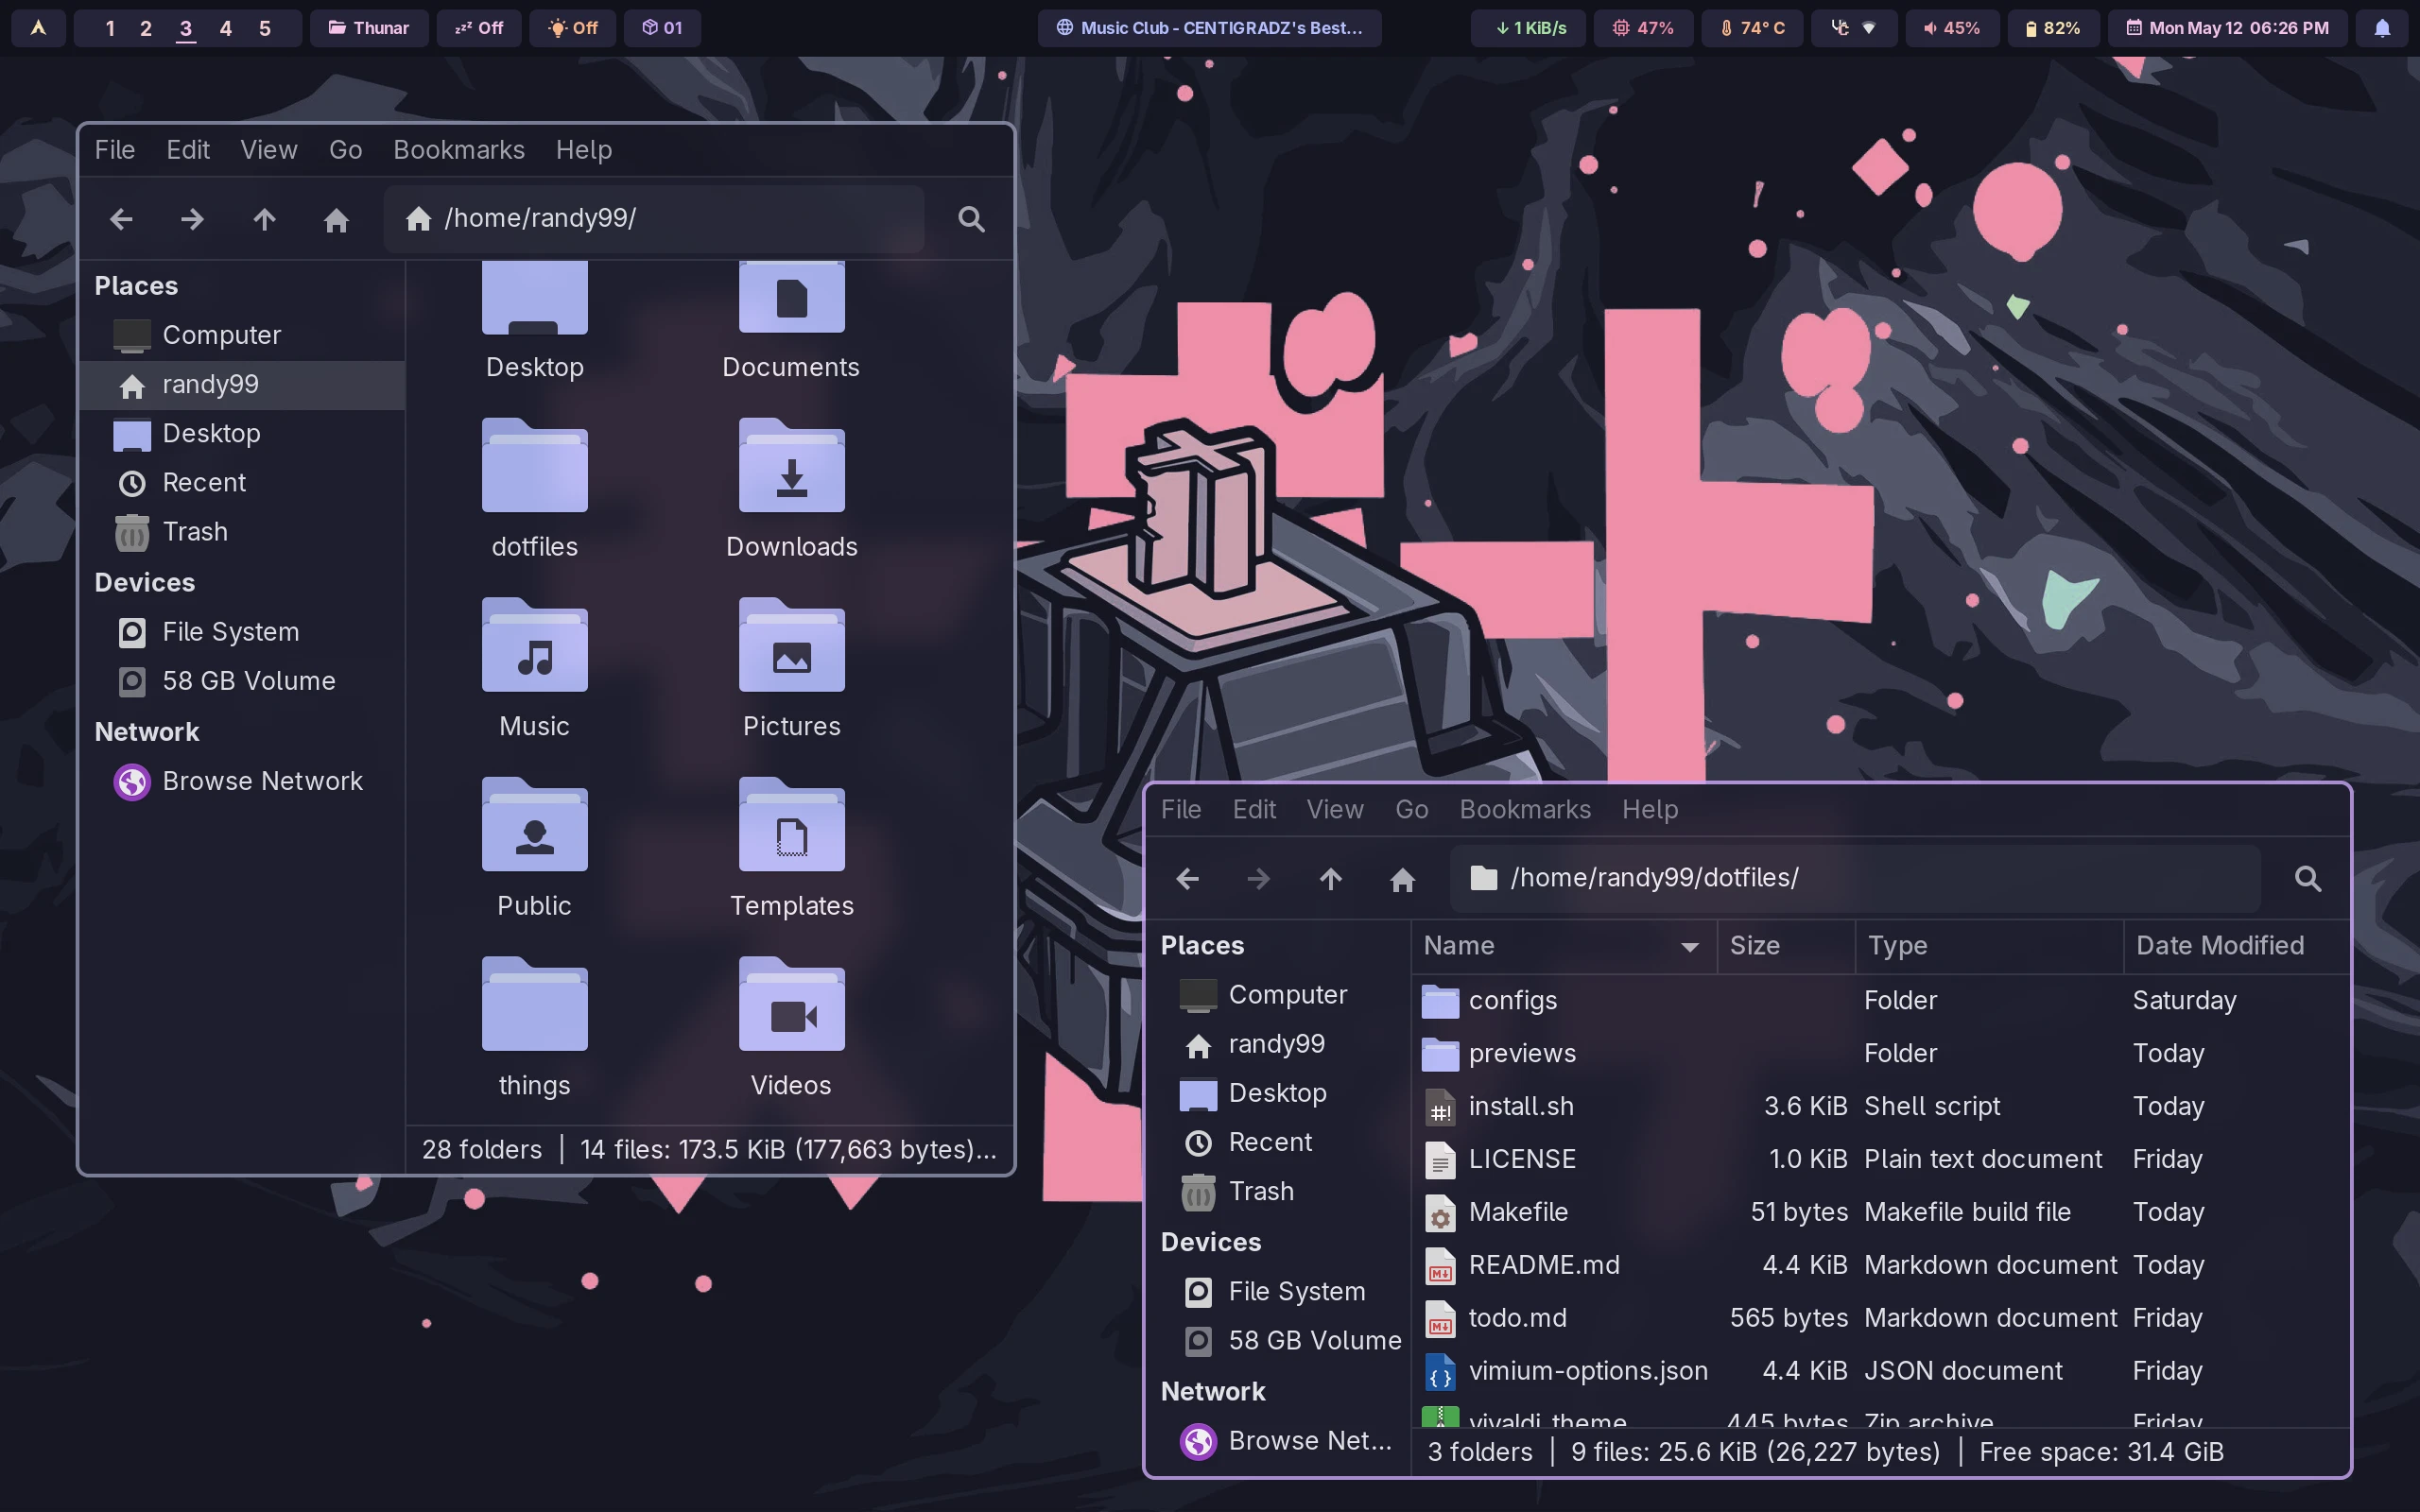 1 2 3 4 5 Thunar Off Off 01 Music Club - CENTIGRADZ's Best... 1 KiB/s 47% 74° C 45% 82% Mon May 12 06:26 PM
File Edit View Go Bookmarks Help
/home/randy99/
Places
Computer
randy99
Desktop
Recent
Trash
Devices
File System
58 GB Volume
Network
Browse Network
Desktop Documents
dotfiles Downloads
Music Pictures
Public Templates
things Videos
28 folders | 14 files: 173.5 KiB (177,663 bytes)...
File Edit View Go Bookmarks Help
/home/randy99/dotfiles/
Places
Computer
randy99
Desktop
Recent
Trash
Devices
File System
58 GB Volume
Network
Browse Net...
Name Size Type Date Modified
configs Folder Saturday
previews Folder Today
install.sh 3.6 KiB Shell script Today
LICENSE 1.0 KiB Plain text document Friday
Makefile 51 bytes Makefile build file Today
README.md 4.4 KiB Markdown document Today
todo.md 565 bytes Markdown document Friday
vimium-options.json 4.4 KiB JSON document Friday
vivaldi_theme 445 bytes Zip archive Friday
3 folders | 9 files: 25.6 KiB (26,227 bytes) | Free space: 31.4 GiB